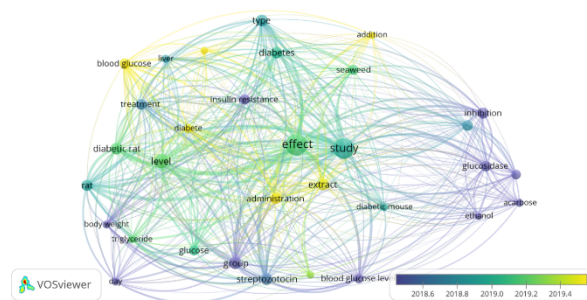 type
addition
diabetes
liver
blood glucose
seaweed
treatment
insulin resistance
inhibition
diabete
effect
study
diabetic rat
level
glucosidase
rat
extract
administration
acarbose
diabetic mouse
ethanol
body weight
triglyceride
glucose
group
day
streptozotocin
blood glucose leve
VOSviewer
2018.6 2018.8 2019.0 2019.2 2019.4